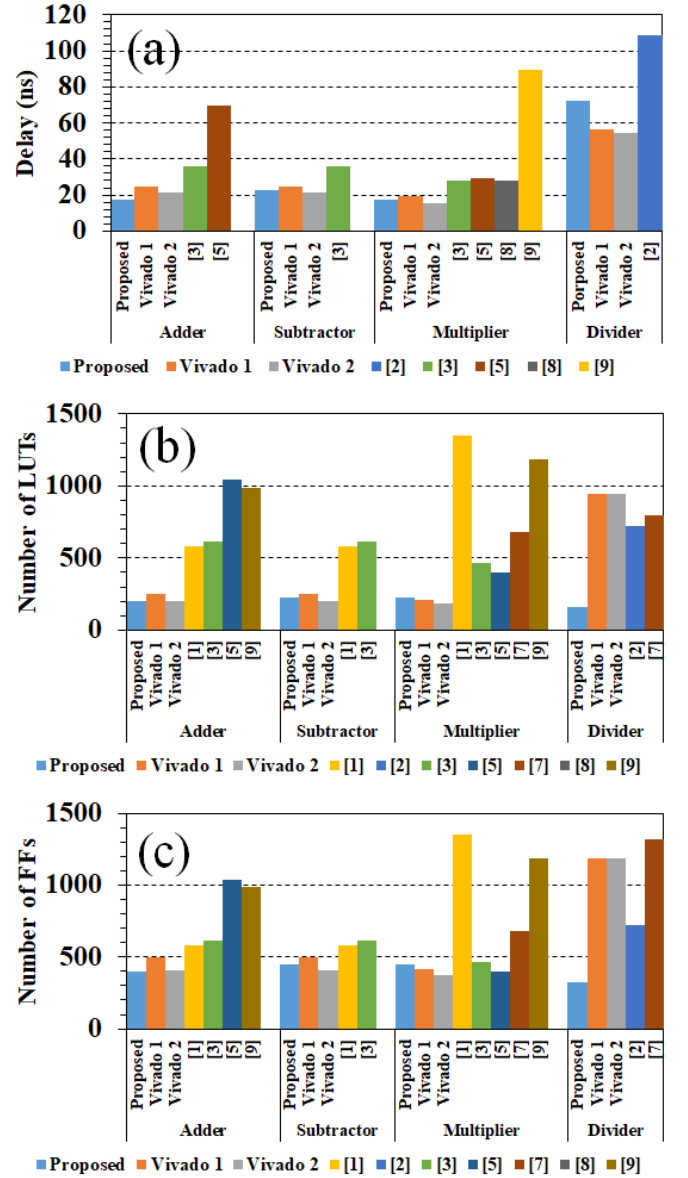 (a)
Delay (ns)
120
100
80
60
40
20
0
Proposed
Vivado 1
Vivado 2
[3]
[5]
Proposed
Vivado 1
Vivado 2
[3]
Proposed
Vivado 1
Vivado 2
[3]
[5]
[8]
[9]
Porposed
Vivado 1
Vivado 2
[2]
Adder Subtractor Multiplier Divider
Proposed Vivado 1 Vivado 2 [2] [3] [5] [8] [9]
(b)
Number of LUTs
1500
1000
500
0
Proposed
Vivado 1
Vivado 2
[1]
[3]
[5]
[9]
Proposed
Vivado 1
Vivado 2
[1]
[3]
Proposed
Vivado 1
Vivado 2
[1]
[3]
[5]
[7]
[9]
Proposed
Vivado 1
Vivado 2
[2]
[7]
Adder Subtractor Multiplier Divider
Proposed Vivado 1 Vivado 2 [1] [2] [3] [5] [7] [8] [9]
(c)
Number of FFs
1500
1000
500
0
Proposed
Vivado 1
Vivado 2
[1]
[3]
[5]
[9]
Proposed
Vivado 1
Vivado 2
[1]
[3]
Proposed
Vivado 1
Vivado 2
[1]
[3]
[5]
[7]
[9]
Proposed
Vivado 1
Vivado 2
[2]
[7]
Adder Subtractor Multiplier Divider
Proposed Vivado 1 Vivado 2 [1] [2] [3] [5] [7] [8] [9]